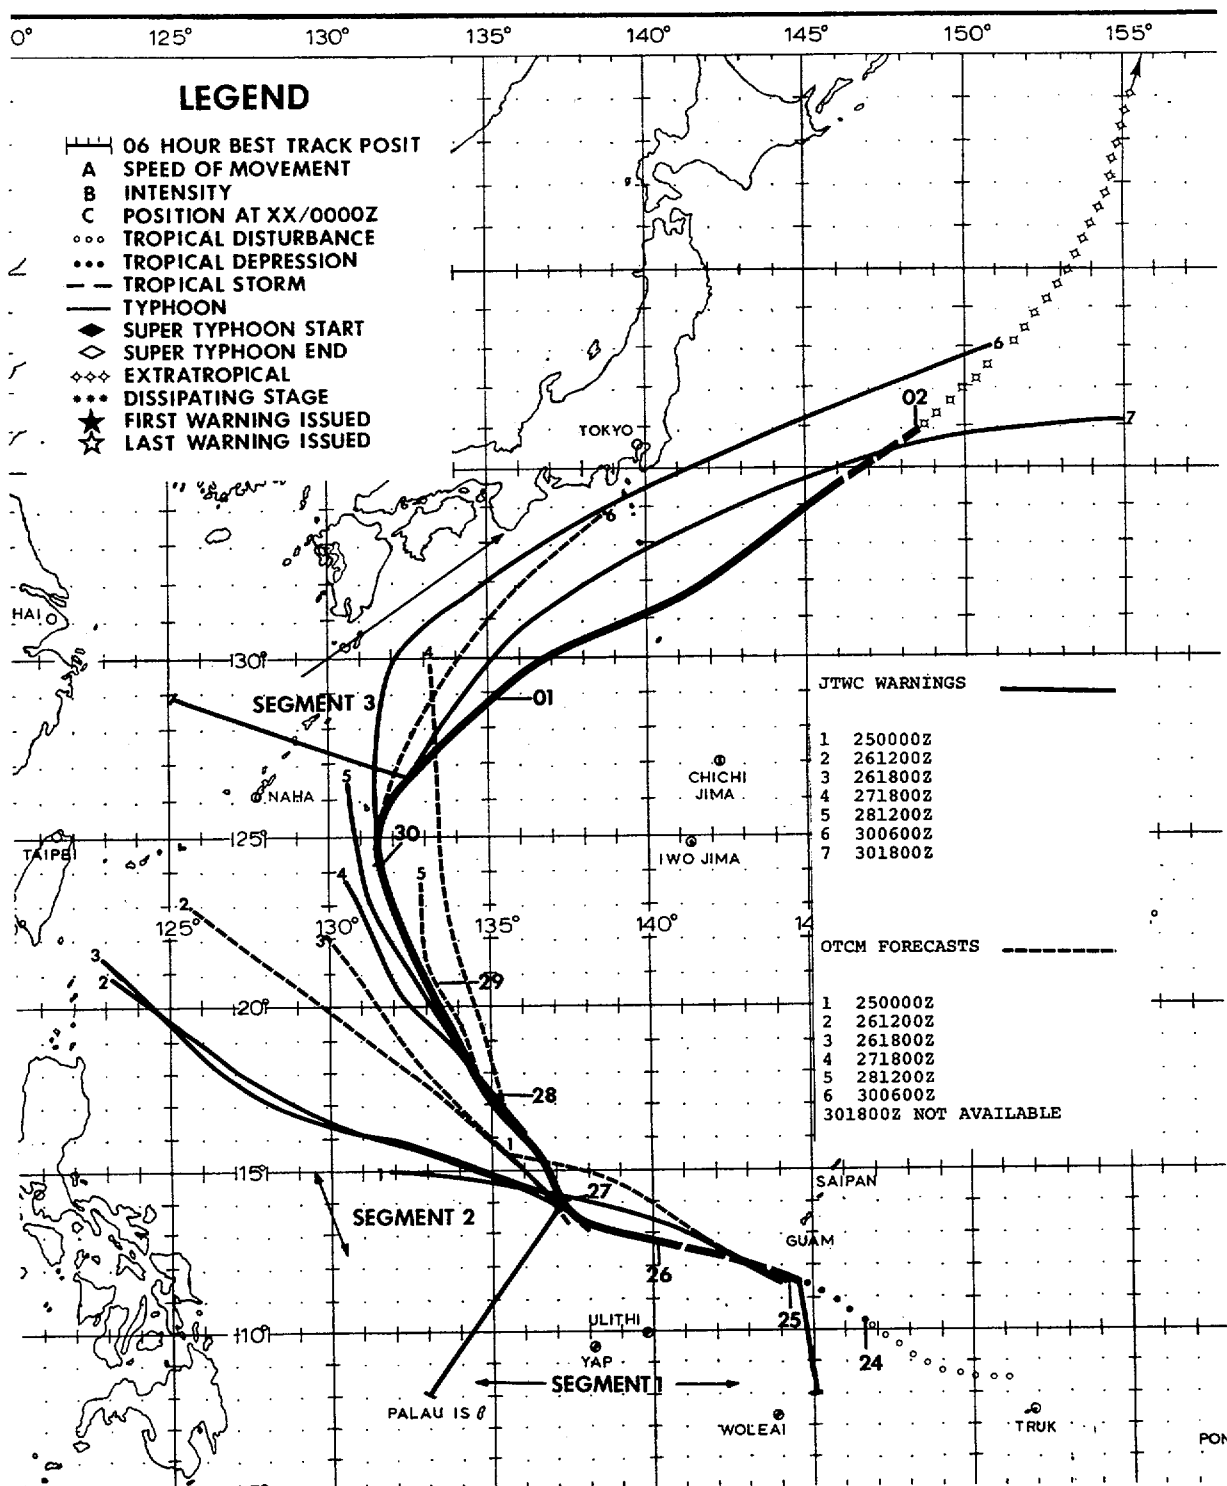 0° 125° 130° 135° 140° 145° 150° 155°
LEGEND
06 HOUR BEST TRACK POSIT
A SPEED OF MOVEMENT
B INTENSITY
C POSITION AT XX/0000Z
TROPICAL DISTURBANCE
TROPICAL DEPRESSION
TROPICAL STORM
TYPHOON
SUPER TYPHOON START
SUPER TYPHOON END
EXTRATROPICAL
DISSIPATING STAGE
FIRST WARNING ISSUED
LAST WARNING ISSUED
6
02
7
TOKYO
6
HAI
4
30°
SEGMENT 3
01
JTWC WARNINGS
1 250000Z
2 261200Z
3 261800Z
4 271800Z
5 281200Z
6 300600Z
7 301800Z
CHICHI
JIMA
5
NAHA
30
25°
TAIPEI
IWO JIMA
4
5
2
125° 130° 135° 140° 14
3
OTCM FORECASTS
3
2
29
20°
1 250000Z
2 261200Z
3 261800Z
4 271800Z
5 281200Z
6 300600Z
301800Z NOT AVAILABLE
28
1
15°
SAIPAN
27
SEGMENT 2
GUAM
26
25
ULITHI
10°
24
YAP
SEGMENT 1
PALAU IS
WOLEAI
TRUK
PON